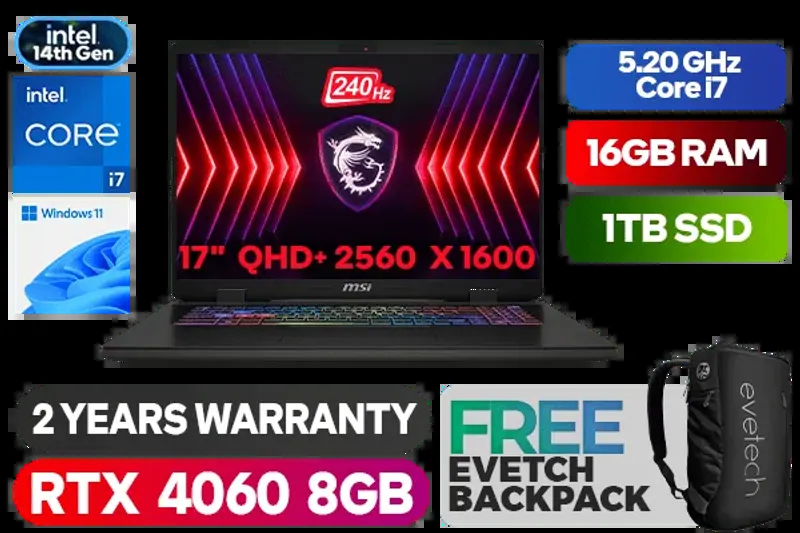 intel.
14th Gen
intel.
CORE
i7
Windows 11
240Hz
17" QHD+ 2560 X 1600
msi
5.20 GHz
Core i7
16GB RAM
1TB SSD
2 YEARS WARRANTY
RTX 4060 8GB
FREE
EVETCH
BACKPACK
evetech